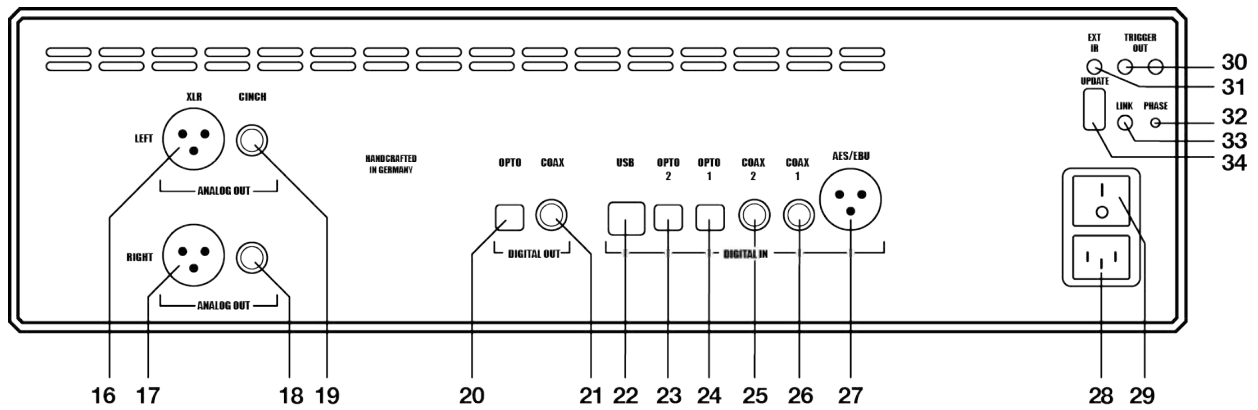 EXT
IR
TRIGGER
OUT
30
31
UPDATE
LINK
PHASE
32
33
34
XLR
CINCH
LEFT
ANALOG OUT
HANDCRAFTED
IN GERMANY
OPTO
COAX
DIGITAL OUT
USB
OPTO
2
OPTO
1
COAX
2
COAX
1
AES/EBU
DIGITAL IN
RIGHT
ANALOG OUT
16
17
18
19
20
21
22
23
24
25
26
27
28
29